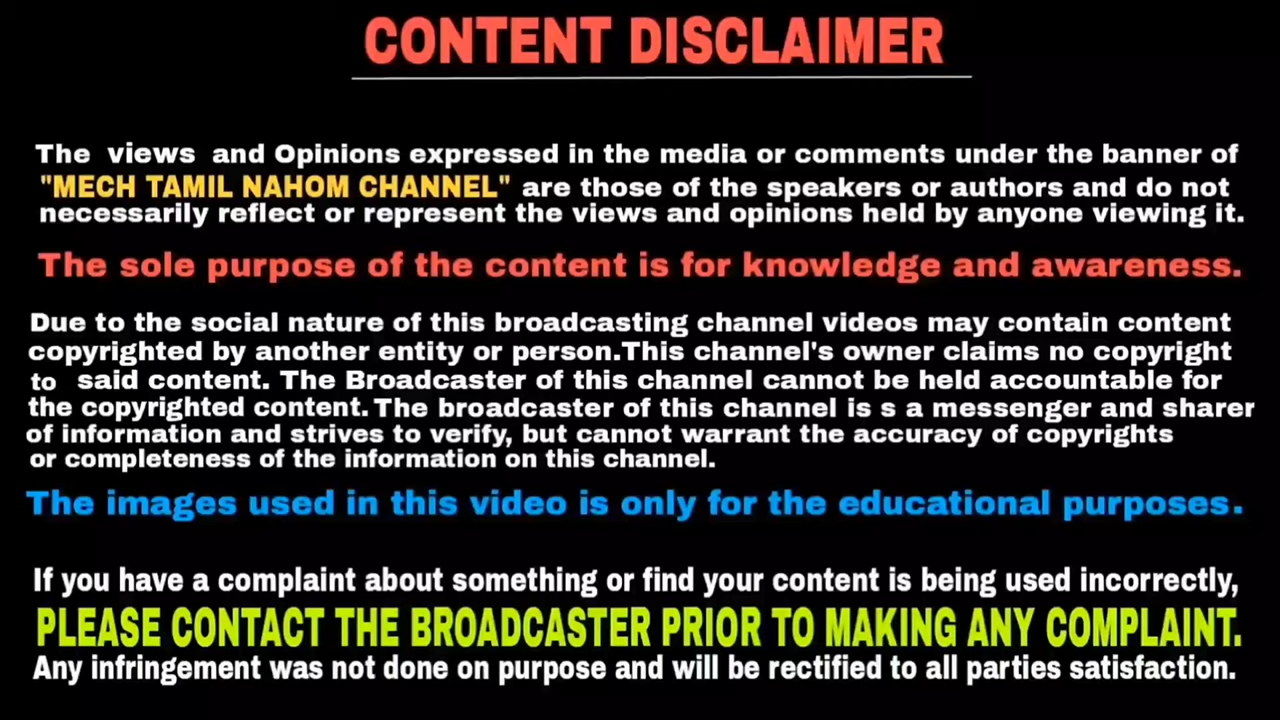 CONTENT DISCLAIMER
The views and Opinions expressed in the media or comments under the banner of
"MECH TAMIL NAHOM CHANNEL" are those of the speakers or authors and do not
necessarily reflect or represent the views and opinions held by anyone viewing it.
The sole purpose of the content is for knowledge and awareness.
Due to the social nature of this broadcasting channel videos may contain content
copyrighted by another entity or person.This channel's owner claims no copyright
to said content. The Broadcaster of this channel cannot be held accountable for
the copyrighted content. The broadcaster of this channel is s a messenger and sharer
of information and strives to verify, but cannot warrant the accuracy of copyrights
or completeness of the information on this channel.
The images used in this video is only for the educational purposes.
If you have a complaint about something or find your content is being used incorrectly,
PLEASE CONTACT THE BROADCASTER PRIOR TO MAKING ANY COMPLAINT.
Any infringement was not done on purpose and will be rectified to all parties satisfaction.